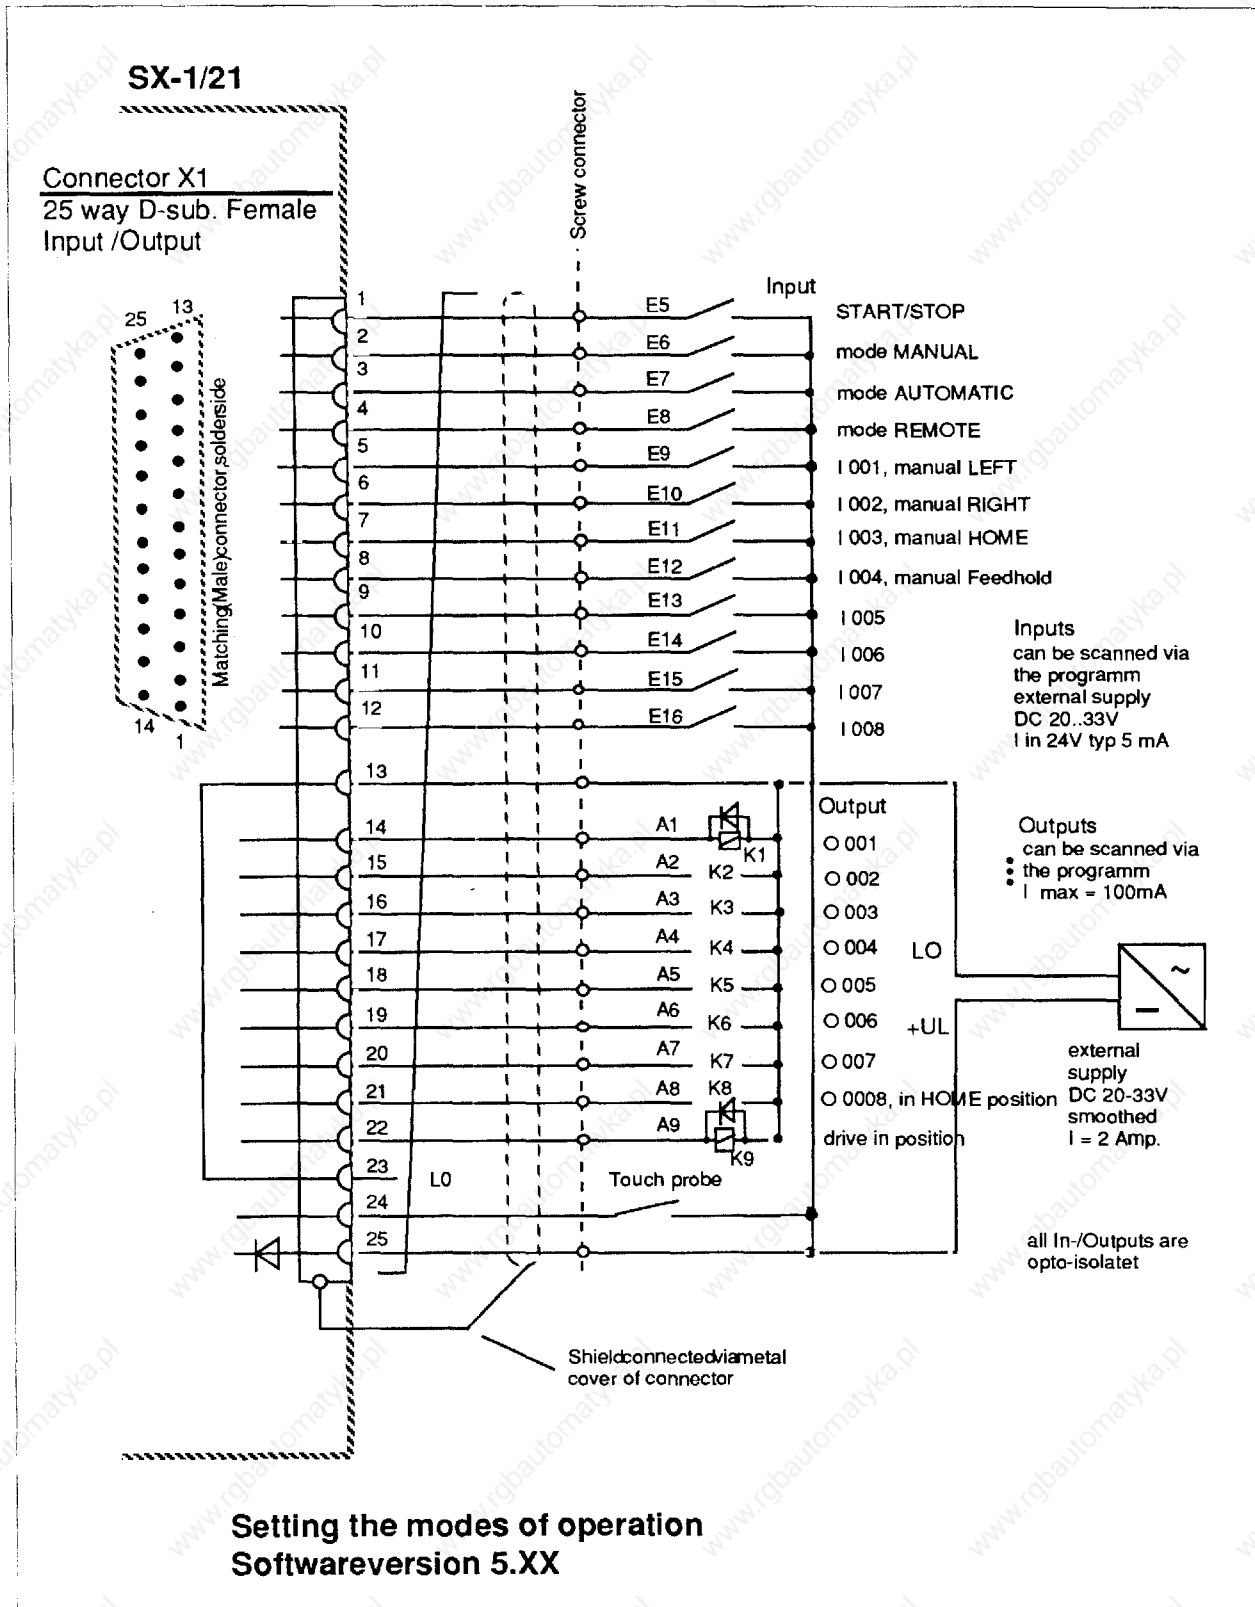 SX-1/21
Connector X1
25 way D-sub. Female
Input /Output
Screw connector
25
13
14
1
Matching(Male)connector,solderside
Input
1
E5
START/STOP
2
E6
mode MANUAL
3
E7
mode AUTOMATIC
4
E8
mode REMOTE
5
E9
I 001, manual LEFT
6
E10
I 002, manual RIGHT
7
E11
I 003, manual HOME
8
E12
I 004, manual Feedhold
9
E13
I 005
10
E14
I 006
11
E15
I 007
12
E16
I 008
Inputs
can be scanned via
the programm
external supply
DC 20..33V
I in 24V typ 5 mA
13
Output
14
A1
K1
O 001
15
A2
K2
O 002
16
A3
K3
O 003
17
A4
K4
O 004
18
A5
K5
O 005
19
A6
K6
O 006
20
A7
K7
O 007
21
A8
K8
O 0008, in HOME position
22
A9
K9
drive in position
23
L0
24
Touch probe
25
Outputs
can be scanned via
the programm
I max = 100mA
LO
+UL
~
external
supply
DC 20-33V
smoothed
I = 2 Amp.
all In-/Outputs are
opto-isolatet
Shieldconnectedviametal
cover of connector
Setting the modes of operation
Softwareversion 5.XX
www.rgbautomatyka.pl